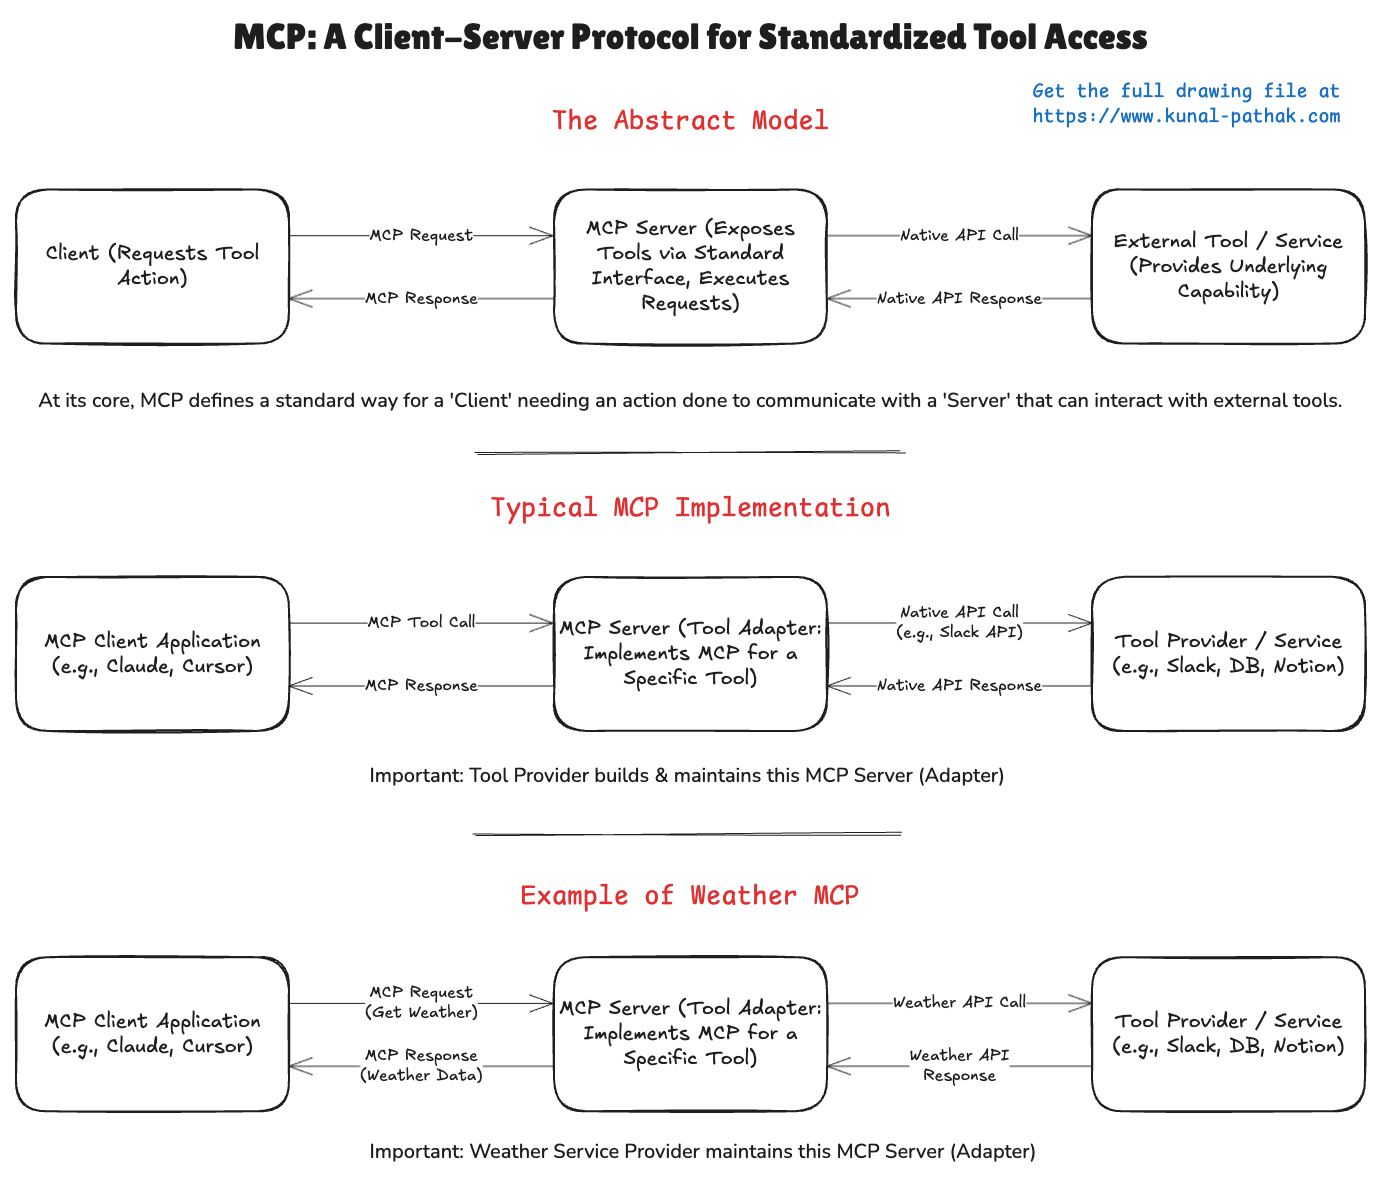 MCP: A Client-Server Protocol for Standardized Tool Access
Get the full drawing file at
https://www.kunal-pathak.com
The Abstract Model
Client (Requests Tool
Action)
MCP Request
MCP Response
MCP Server (Exposes
Tools via Standard
Interface, Executes
Requests)
Native API Call
Native API Response
External Tool / Service
(Provides Underlying
Capability)
At its core, MCP defines a standard way for a 'Client' needing an action done to communicate with a 'Server' that can interact with external tools.
Typical MCP Implementation
MCP Client Application
(e.g., Claude, Cursor)
MCP Tool Call
MCP Response
MCP Server (Tool Adapter:
Implements MCP for a
Specific Tool)
Native API Call
(e.g., Slack API)
Native API Response
Tool Provider / Service
(e.g., Slack, DB, Notion)
Important: Tool Provider builds & maintains this MCP Server (Adapter)
Example of Weather MCP
MCP Client Application
(e.g., Claude, Cursor)
MCP Request
(Get Weather)
MCP Response
(Weather Data)
MCP Server (Tool Adapter:
Implements MCP for a
Specific Tool)
Weather API Call
Weather API
Response
Tool Provider / Service
(e.g., Slack, DB, Notion)
Important: Weather Service Provider maintains this MCP Server (Adapter)